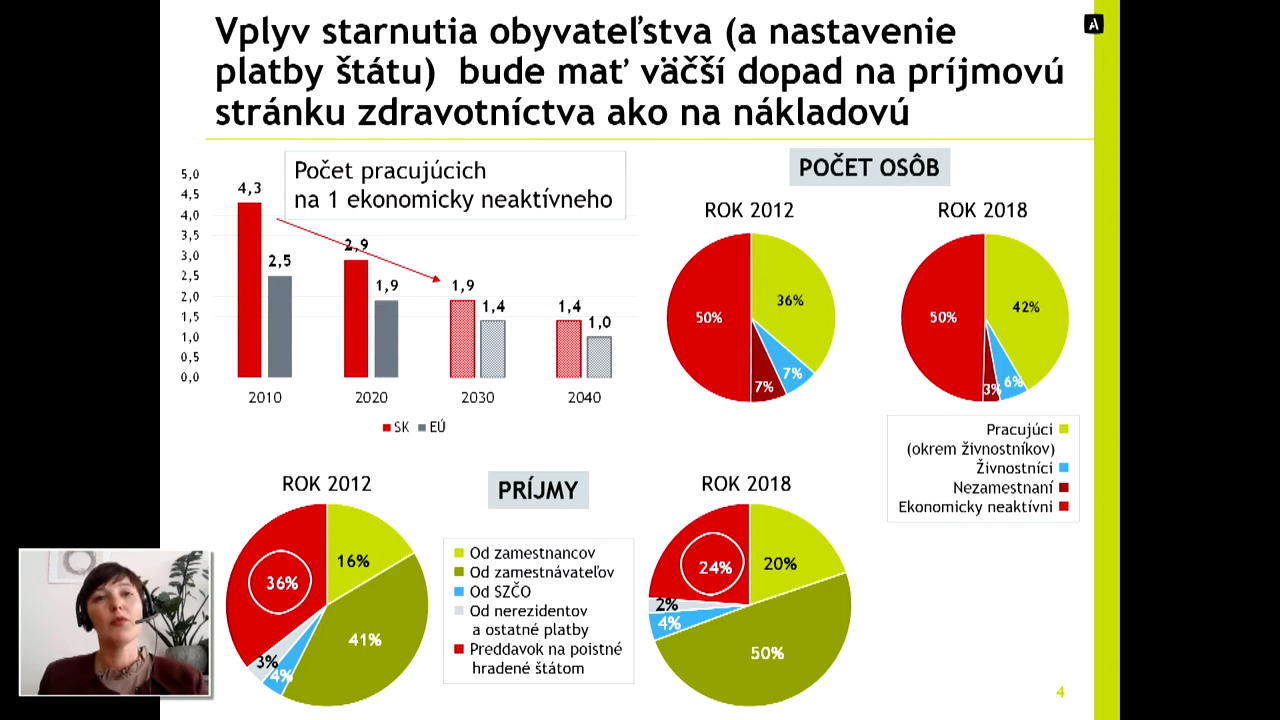 Vplyv starnutia obyvateľstva (a nastavenie
platby štátu) bude mať väčší dopad na príjmovú
stránku zdravotníctva ako na nákladovú
A
Počet pracujúcich
na 1 ekonomicky neaktívneho
5,0
4,5
4,0
3,5
3,0
2,5
2,0
1,5
1,0
0,5
0,0
4,3
2,5
2,9
1,9
1,9
1,4
1,4
1,0
2010 2020 2030 2040
SK EÚ
POČET OSÔB
ROK 2012
50%
36%
7%
7%
ROK 2018
50%
42%
3%
6%
Pracujúci
(okrem živnostníkov)
Živnostníci
Nezamestnaní
Ekonomicky neaktívni
PRÍJMY
ROK 2012
36%
16%
41%
3%
4%
Od zamestnancov
Od zamestnávateľov
Od SZČO
Od nerezidentov
a ostatné platby
Preddavok na poistné
hradené štátom
ROK 2018
24%
20%
2%
4%
50%
4